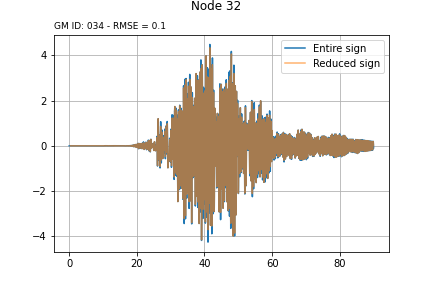 Node 32
GM ID: 034 - RMSE = 0.1
Entire sign
Reduced sign
4
2
0
−2
−4
0 20 40 60 80